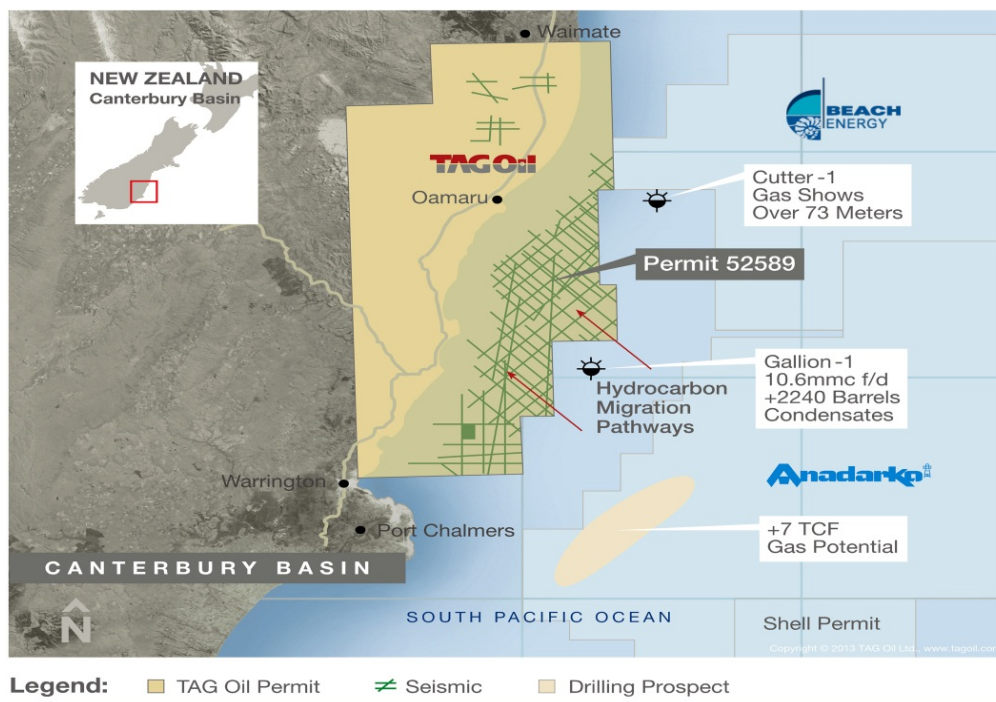 Waimate
NEW ZEALAND
Canterbury Basin
BEACH
ENERGY
TAG Oil
Oamaru
Cutter -1
Gas Shows
Over 73 Meters
Permit 52589
Gallion -1
10.6mmc f/d
+2240 Barrels
Condensates
Hydrocarbon
Migration
Pathways
Anadarko
Warrington
Port Chalmers
+7 TCF
Gas Potential
CANTERBURY BASIN
N
SOUTH PACIFIC OCEAN
Shell Permit
Copyright © 2013 TAG Oil Ltd., www.tagoil.com
Legend: TAG Oil Permit Seismic Drilling Prospect